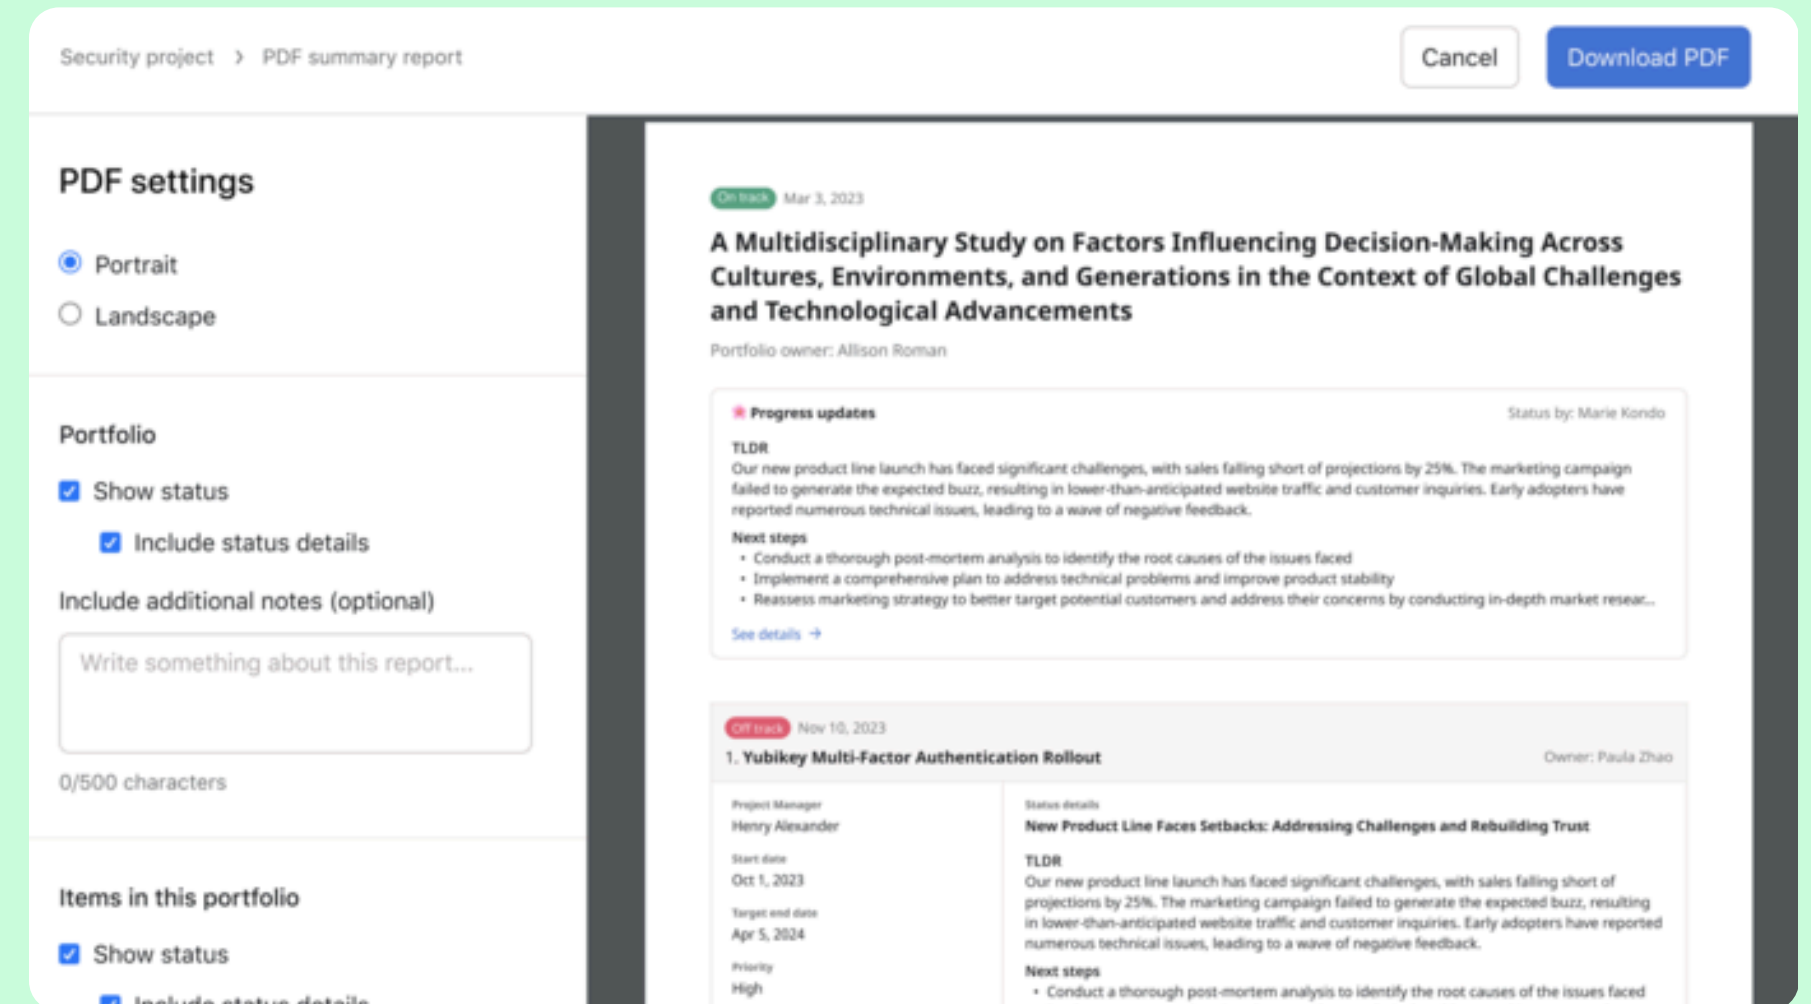 Security project > PDF summary report
Cancel
Download PDF
PDF settings
Portrait
Landscape
Portfolio
Show status
Include status details
Include additional notes (optional)
Write something about this report...
0/500 characters
Items in this portfolio
Show status
Include status details
On track Mar 3, 2023
A Multidisciplinary Study on Factors Influencing Decision-Making Across
Cultures, Environments, and Generations in the Context of Global Challenges
and Technological Advancements
Portfolio owner: Allison Roman
Progress updates
Status by: Marie Kondo
TLDR
Our new product line launch has faced significant challenges, with sales falling short of projections by 25%. The marketing campaign
failed to generate the expected buzz, resulting in lower-than-anticipated website traffic and customer inquiries. Early adopters have
reported numerous technical issues, leading to a wave of negative feedback.
Next steps
• Conduct a thorough post-mortem analysis to identify the root causes of the issues faced
• Implement a comprehensive plan to address technical problems and improve product stability
• Reassess marketing strategy to better target potential customers and address their concerns by conducting in-depth market resear...
See details →
Off track Nov 10, 2023
1. Yubikey Multi-Factor Authentication Rollout
Owner: Paula Zhao
Project Manager
Henry Alexander
Start date
Oct 1, 2023
Target end date
Apr 5, 2024
Priority
High
Status details
New Product Line Faces Setbacks: Addressing Challenges and Rebuilding Trust
TLDR
Our new product line launch has faced significant challenges, with sales falling short of
projections by 25%. The marketing campaign failed to generate the expected buzz, resulting
in lower-than-anticipated website traffic and customer inquiries. Early adopters have reported
numerous technical issues, leading to a wave of negative feedback.
Next steps
• Conduct a thorough post-mortem analysis to identify the root causes of the issues faced